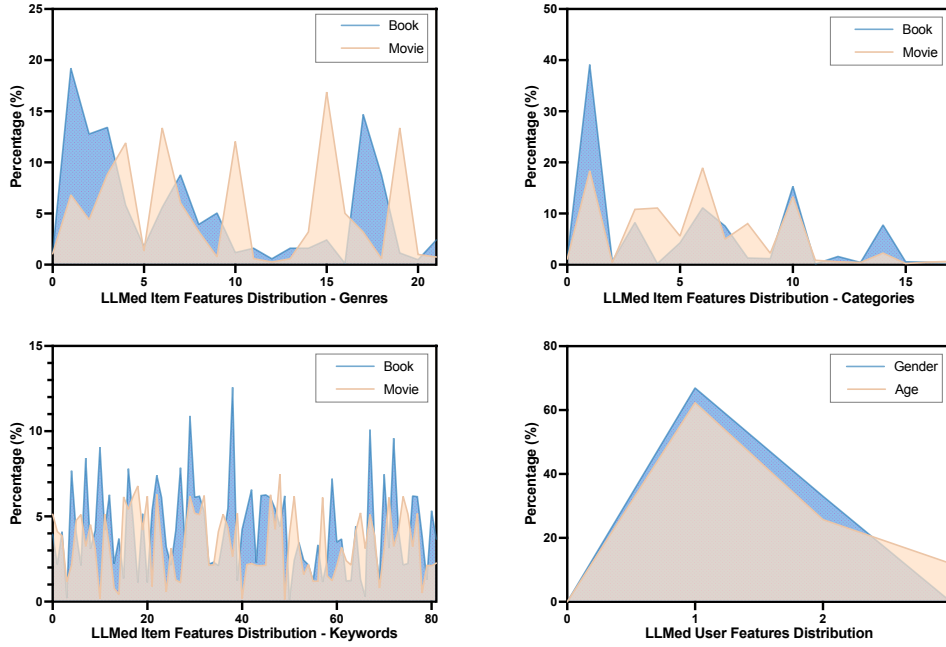 25
20
15
10
5
0
Percentage (%)
Book
Movie
0 5 10 15 20
LLMed Item Features Distribution - Genres
50
40
30
20
10
0
Percentage (%)
Book
Movie
0 5 10 15
LLMed Item Features Distribution - Categories
15
10
5
0
Percentage (%)
Book
Movie
0 20 40 60 80
LLMed Item Features Distribution - Keywords
80
60
40
20
0
Percentage (%)
Gender
Age
0 1 2
LLMed User Features Distribution